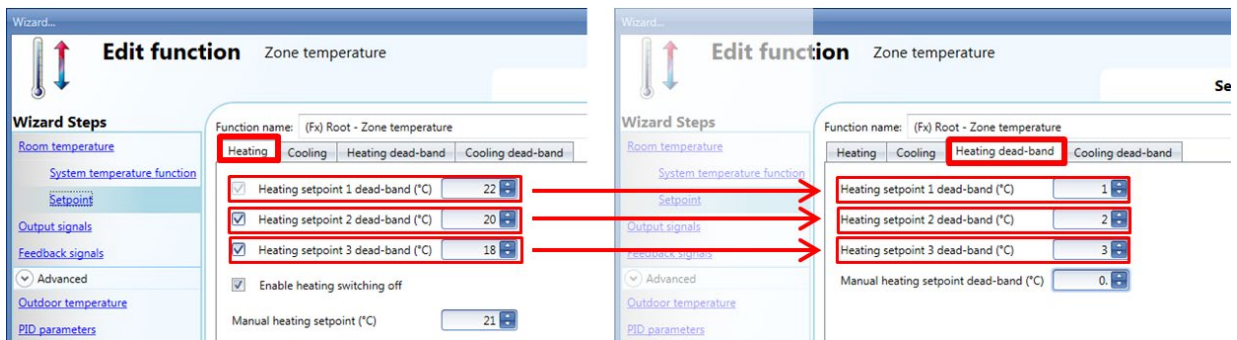 Wizard...
Edit function Zone temperature
Wizard Steps
Room temperature
System temperature function
Setpoint
Output signals
Feedback signals
Advanced
Outdoor temperature
PID parameters
Function name: (Fx) Root - Zone temperature
Heating Cooling Heating dead-band Cooling dead-band
Heating setpoint 1 dead-band (°C) 22
Heating setpoint 2 dead-band (°C) 20
Heating setpoint 3 dead-band (°C) 18
Enable heating switching off
Manual heating setpoint (°C) 21
Wizard...
Edit function Zone temperature
Se
Wizard Steps
Room temperature
System temperature function
Setpoint
Output signals
Feedback signals
Advanced
Outdoor temperature
PID parameters
Function name: (Fx) Root - Zone temperature
Heating Cooling Heating dead-band Cooling dead-band
Heating setpoint 1 dead-band (°C) 1
Heating setpoint 2 dead-band (°C) 2
Heating setpoint 3 dead-band (°C) 3
Manual heating setpoint dead-band (°C) 0.